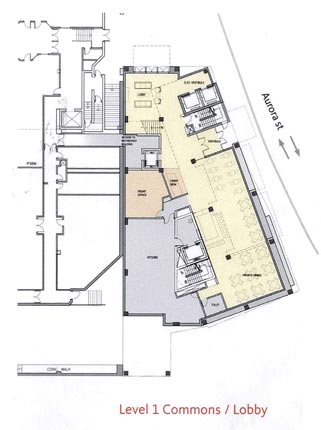 ELEV. VESTIBULE
LOBBY
Aurora st
VESTIBULE
FRONT
DESK
FRONT
OFFICE
KITCHEN
PRIVATE DINING
TOILET
CONC. WALK
Level 1 Commons / Lobby